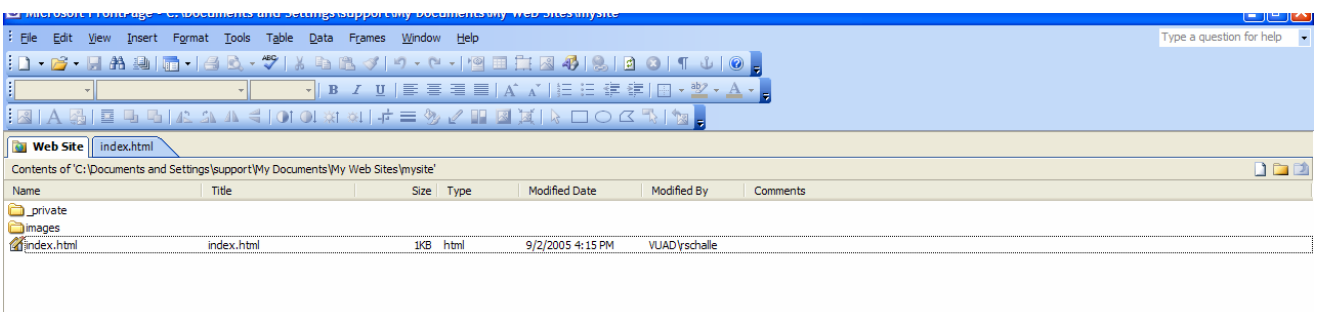 Microsoft FrontPage - C:\Documents and Settings\support\My Documents\My Web Sites\mysite
File Edit View Insert Format Tools Table Data Frames Window Help Type a question for help
ABC
B I U A A ab A
A
Web Site index.html
Contents of 'C:\Documents and Settings\support\My Documents\My Web Sites\mysite'
Name Title Size Type Modified Date Modified By Comments
_private
images
index.html index.html 1KB html 9/2/2005 4:15 PM VUAD\rschalle